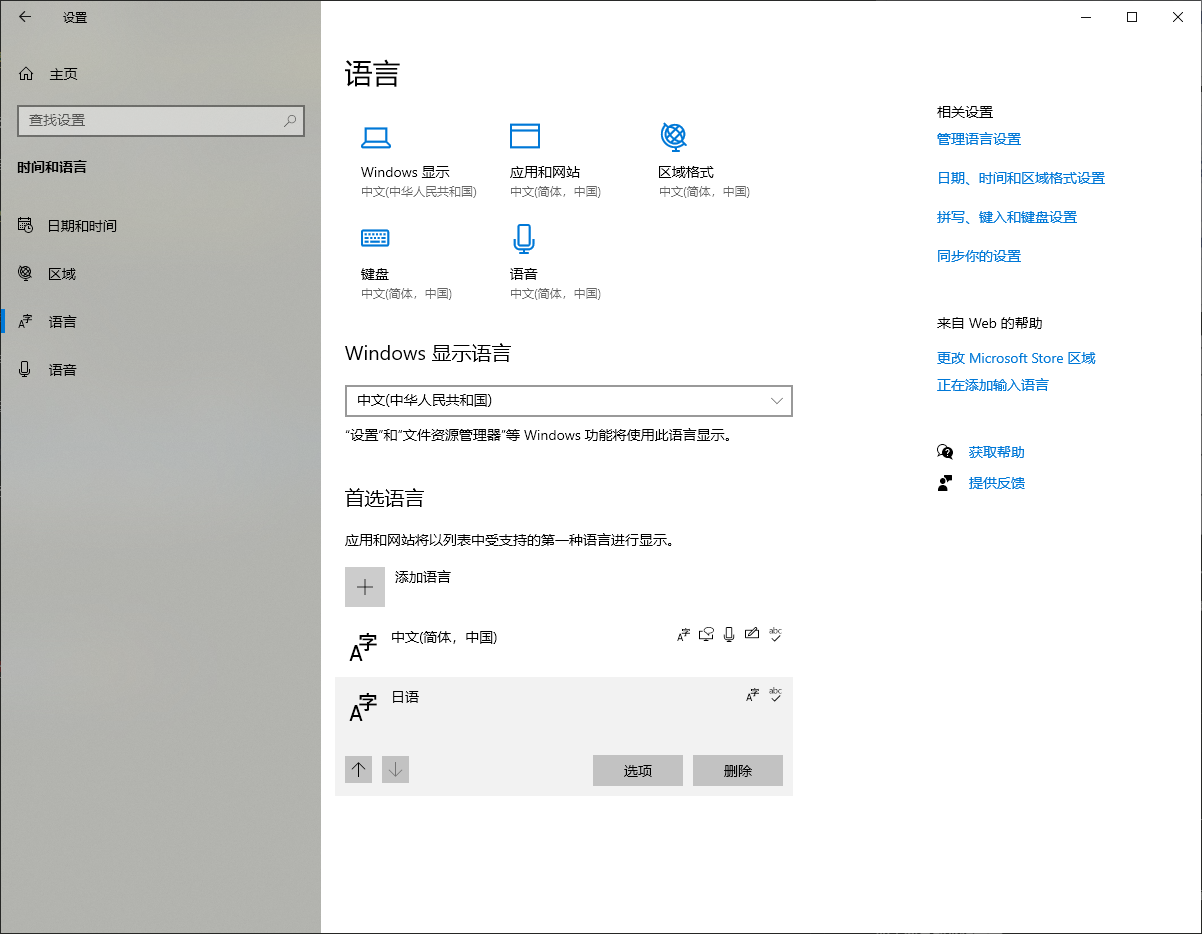 设置
主页
查找设置
时间和语言
日期和时间
区域
语言
语音
语言
Windows 显示
中文(中华人民共和国)
应用和网站
中文(简体，中国)
区域格式
中文(简体，中国)
键盘
中文(简体，中国)
语音
中文(简体，中国)
Windows 显示语言
中文(中华人民共和国)
“设置”和“文件资源管理器”等 Windows 功能将使用此语言显示。
首选语言
应用和网站将以列表中受支持的第一种语言进行显示。
添加语言
A字 中文(简体，中国) A字 abc
A字 日语 A字 abc
选项 删除
相关设置
管理语言设置
日期、时间和区域格式设置
拼写、键入和键盘设置
同步你的设置
来自 Web 的帮助
更改 Microsoft Store 区域
正在添加输入语言
获取帮助
提供反馈